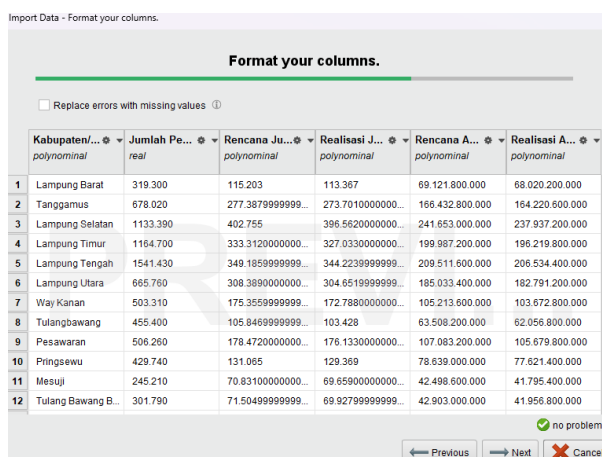 Import Data - Format your columns.
Format your columns.
Replace errors with missing values
Kabupaten/... Jumlah Pe... Rencana Ju... Realisasi J... Rencana A... Realisasi A...
polynominal real polynominal polynominal polynominal polynominal
1 Lampung Barat 319.300 115.203 113.367 69.121.800.000 68.020.200.000
2 Tanggamus 678.020 277.3879999999... 273.7010000000... 166.432.800.000 164.220.600.000
3 Lampung Selatan 1133.390 402.755 396.5620000000... 241.653.000.000 237.937.200.000
4 Lampung Timur 1164.700 333.3120000000... 327.0330000000... 199.987.200.000 196.219.800.000
5 Lampung Tengah 1541.430 349.1859999999... 344.2239999999... 209.511.600.000 206.534.400.000
6 Lampung Utara 665.760 308.3890000000... 304.6519999999... 185.033.400.000 182.791.200.000
7 Way Kanan 503.310 175.3559999999... 172.7880000000... 105.213.600.000 103.672.800.000
8 Tulangbawang 455.400 105.8469999999... 103.428 63.508.200.000 62.056.800.000
9 Pesawaran 506.260 178.4720000000... 176.1330000000... 107.083.200.000 105.679.800.000
10 Pringsewu 429.740 131.065 129.369 78.639.000.000 77.621.400.000
11 Mesuji 245.210 70.83100000000... 69.65900000000... 42.498.600.000 41.795.400.000
12 Tulang Bawang B... 301.790 71.50499999999... 69.92799999999... 42.903.000.000 41.956.800.000
no problem
Previous Next Cance